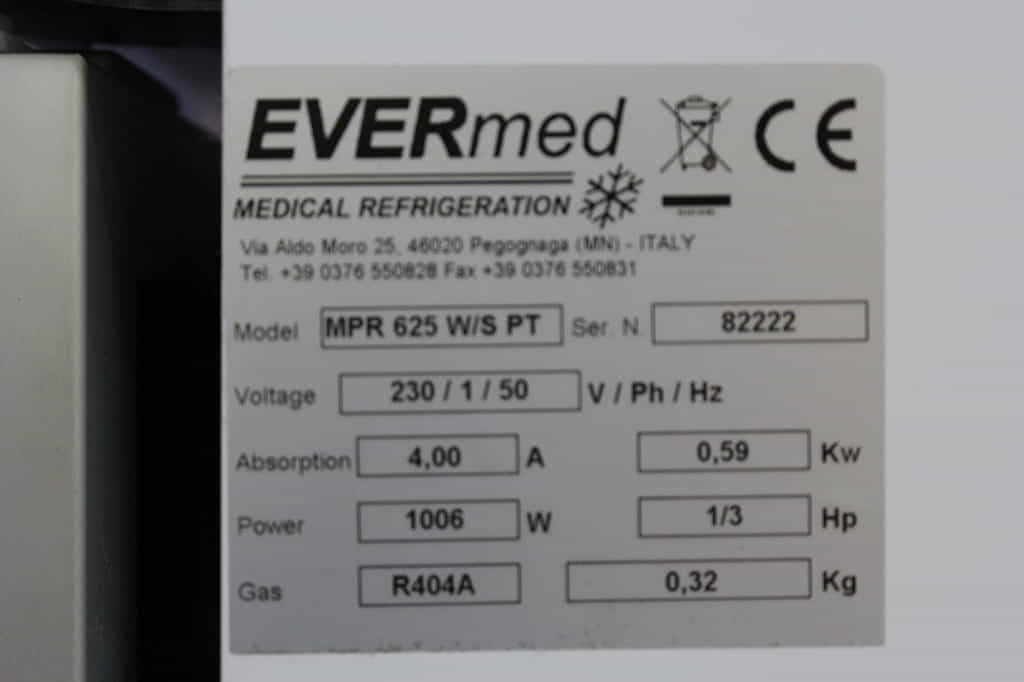 EVERmed
CE
MEDICAL REFRIGERATION
Via Aldo Moro 25, 46020 Pegognaga (MN) - ITALY
Tel. +39 0376 550828 Fax +39 0376 550831
Model MPR 625 W/S PT Ser. N 82222
Voltage 230 / 1 / 50 V / Ph / Hz
Absorption 4,00 A 0,59 Kw
Power 1006 W 1/3 Hp
Gas R404A 0,32 Kg